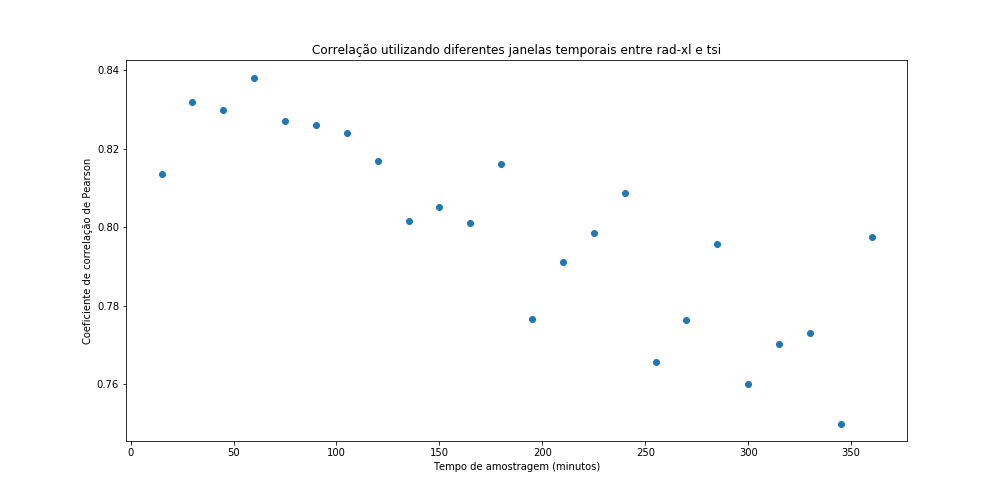 Correlação utilizando diferentes janelas temporais entre rad-xl e tsi
0.84
0.82
0.80
0.78
0.76
Coeficiente de correlação de Pearson
0 50 100 150 200 250 300 350
Tempo de amostragem (minutos)